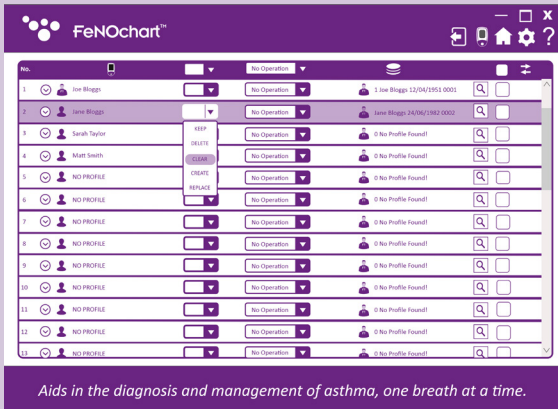 FeNOchart™
?
No. No Operation
1 Joe Bloggs No Operation 1 Joe Bloggs 12/04/1951 0001
2 Jane Bloggs No Operation Jane Bloggs 24/06/1982 0002
KEEP
3 Sarah Taylor No Operation 0 No Profile Found!
DELETE
4 Matt Smith CLEAR No Operation 0 No Profile Found!
CREATE
5 NO PROFILE No Operation 0 No Profile Found!
REPLACE
6 NO PROFILE No Operation 0 No Profile Found!
7 NO PROFILE No Operation 0 No Profile Found!
8 NO PROFILE No Operation 0 No Profile Found!
9 NO PROFILE No Operation 0 No Profile Found!
10 NO PROFILE No Operation 0 No Profile Found!
11 NO PROFILE No Operation 0 No Profile Found!
12 NO PROFILE No Operation 0 No Profile Found!
13 NO PROFILE No Operation 0 No Profile Found!
Aids in the diagnosis and management of asthma, one breath at a time.